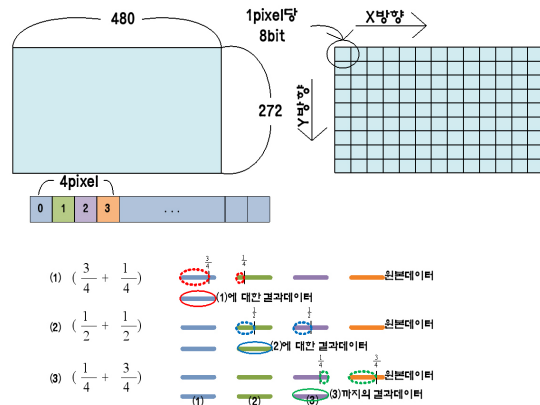 480
272
1pixel당
8bit
X방향
Y방향
4pixel
0 1 2 3 ...
(1) (3/4 + 1/4)
3/4 1/4
원본데이터
(1)에 대한 결과데이터
(2) (1/2 + 1/2)
1/2 1/2
원본데이터
(2)에 대한 결과데이터
(3) (1/4 + 3/4)
1/4 3/4
원본데이터
(1) (2) (3)
(3)까지의 결과데이터